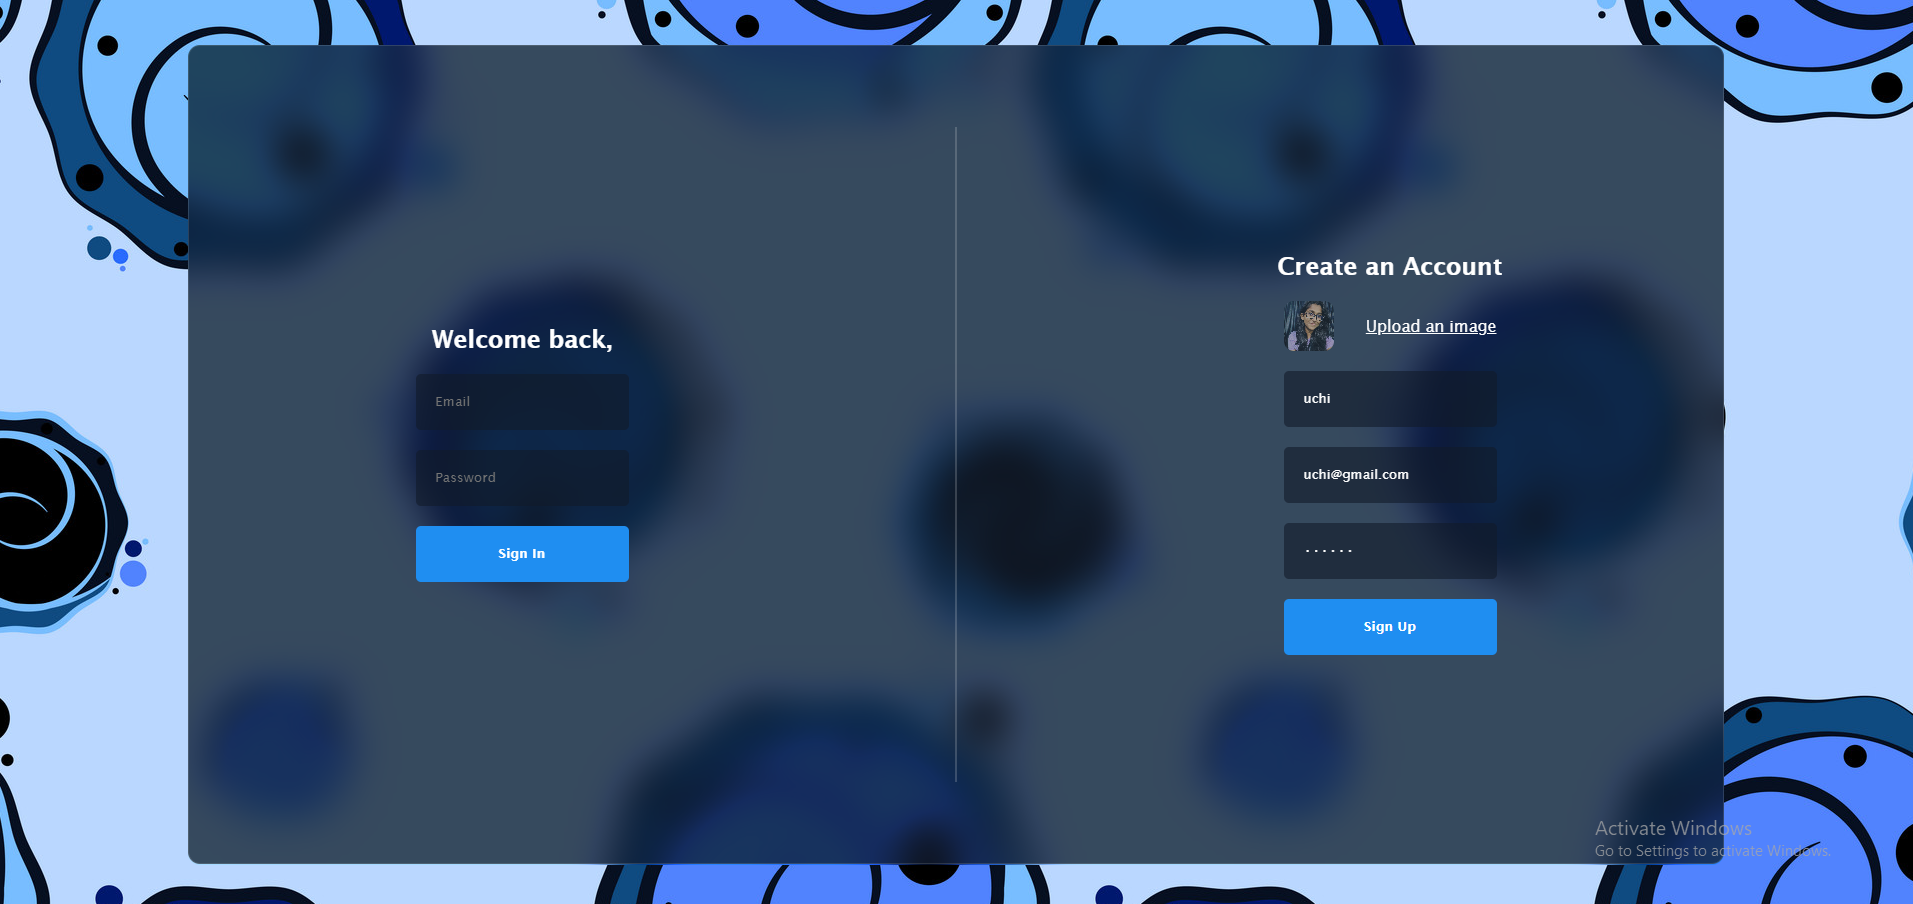 Welcome back,
Email
Password
Sign In
Create an Account
Upload an image
uchi
uchi@gmail.com
......
Sign Up
Activate Windows
Go to Settings to activate Windows.